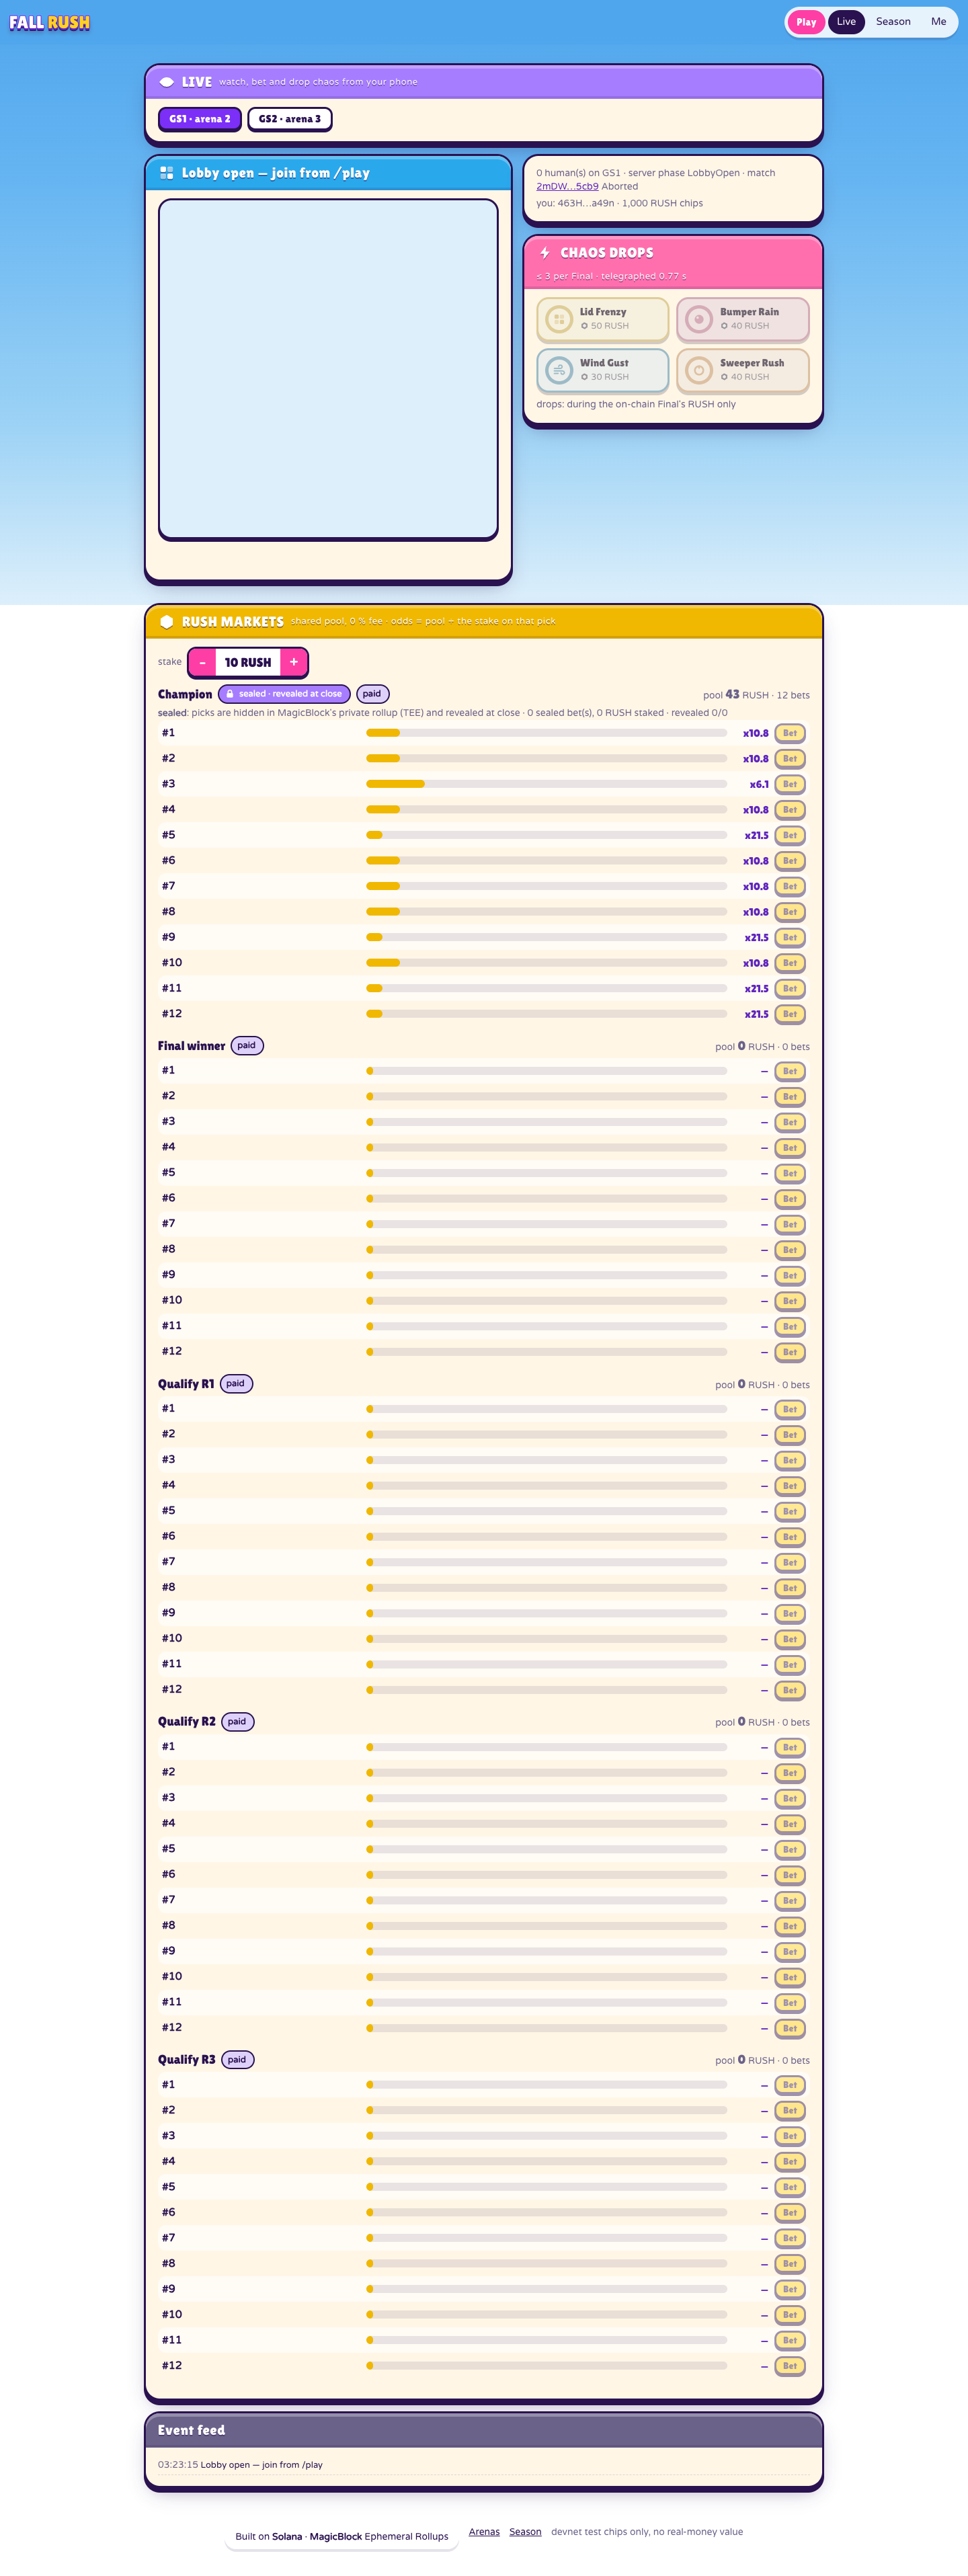 FALL RUSH
Play Live Season Me
LIVE watch, bet and drop chaos from your phone
GS1 · arena 2 GS2 · arena 3
Lobby open — join from /play
0 human(s) on GS1 · server phase LobbyOpen · match
2mDW…5cb9 Aborted
you: 463H…a49n · 1,000 RUSH chips
CHAOS DROPS
≤ 3 per Final · telegraphed 0.77 s
Lid Frenzy
50 RUSH
Bumper Rain
40 RUSH
Wind Gust
30 RUSH
Sweeper Rush
40 RUSH
drops: during the on-chain Final's RUSH only
RUSH MARKETS shared pool, 0 % fee · odds = pool ÷ the stake on that pick
stake – 10 RUSH +
Champion sealed · revealed at close paid pool 43 RUSH · 12 bets
sealed: picks are hidden in MagicBlock's private rollup (TEE) and revealed at close · 0 sealed bet(s), 0 RUSH staked · revealed 0/0
#1 x10.8 Bet
#2 x10.8 Bet
#3 x6.1 Bet
#4 x10.8 Bet
#5 x21.5 Bet
#6 x10.8 Bet
#7 x10.8 Bet
#8 x10.8 Bet
#9 x21.5 Bet
#10 x10.8 Bet
#11 x21.5 Bet
#12 x21.5 Bet
Final winner paid pool 0 RUSH · 0 bets
#1 – Bet
#2 – Bet
#3 – Bet
#4 – Bet
#5 – Bet
#6 – Bet
#7 – Bet
#8 – Bet
#9 – Bet
#10 – Bet
#11 – Bet
#12 – Bet
Qualify R1 paid pool 0 RUSH · 0 bets
#1 – Bet
#2 – Bet
#3 – Bet
#4 – Bet
#5 – Bet
#6 – Bet
#7 – Bet
#8 – Bet
#9 – Bet
#10 – Bet
#11 – Bet
#12 – Bet
Qualify R2 paid pool 0 RUSH · 0 bets
#1 – Bet
#2 – Bet
#3 – Bet
#4 – Bet
#5 – Bet
#6 – Bet
#7 – Bet
#8 – Bet
#9 – Bet
#10 – Bet
#11 – Bet
#12 – Bet
Qualify R3 paid pool 0 RUSH · 0 bets
#1 – Bet
#2 – Bet
#3 – Bet
#4 – Bet
#5 – Bet
#6 – Bet
#7 – Bet
#8 – Bet
#9 – Bet
#10 – Bet
#11 – Bet
#12 – Bet
Event feed
03:23:15 Lobby open — join from /play
Built on Solana · MagicBlock Ephemeral Rollups Arenas Season devnet test chips only, no real-money value